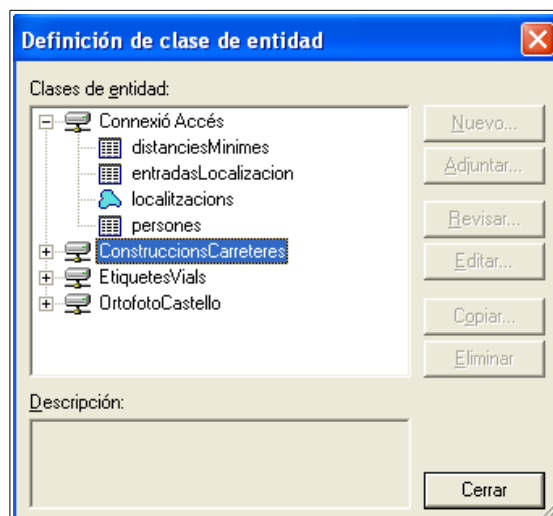 Definición de clase de entidad
Clases de entidad:
Connexió Accés
distanciesMinimes
entradasLocalizacion
localitzacions
persones
ConstruccionsCarreteres
EtiquetesVials
OrtofotoCastello
Nuevo...
Adjuntar...
Revisar...
Editar...
Copiar...
Eliminar
Descripción:
Cerrar